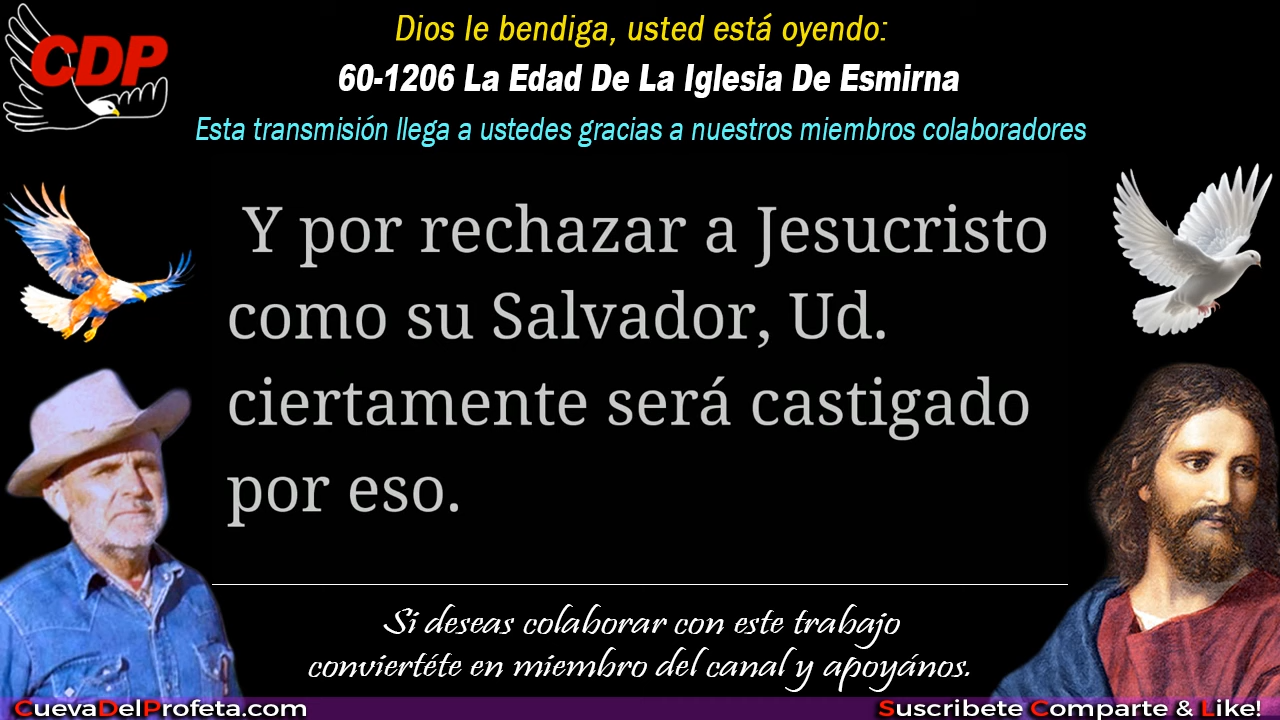 CDP
Dios le bendiga, usted está oyendo:
60-1206 La Edad De La Iglesia De Esmirna
Esta transmisión llega a ustedes gracias a nuestros miembros colaboradores
Y por rechazar a Jesucristo
como su Salvador, Ud.
ciertamente será castigado
por eso.
Si deseas colaborar con este trabajo
conviertéte en miembro del canal y apoyános.
CuevaDelProfeta.com
Suscribete Comparte & Like!